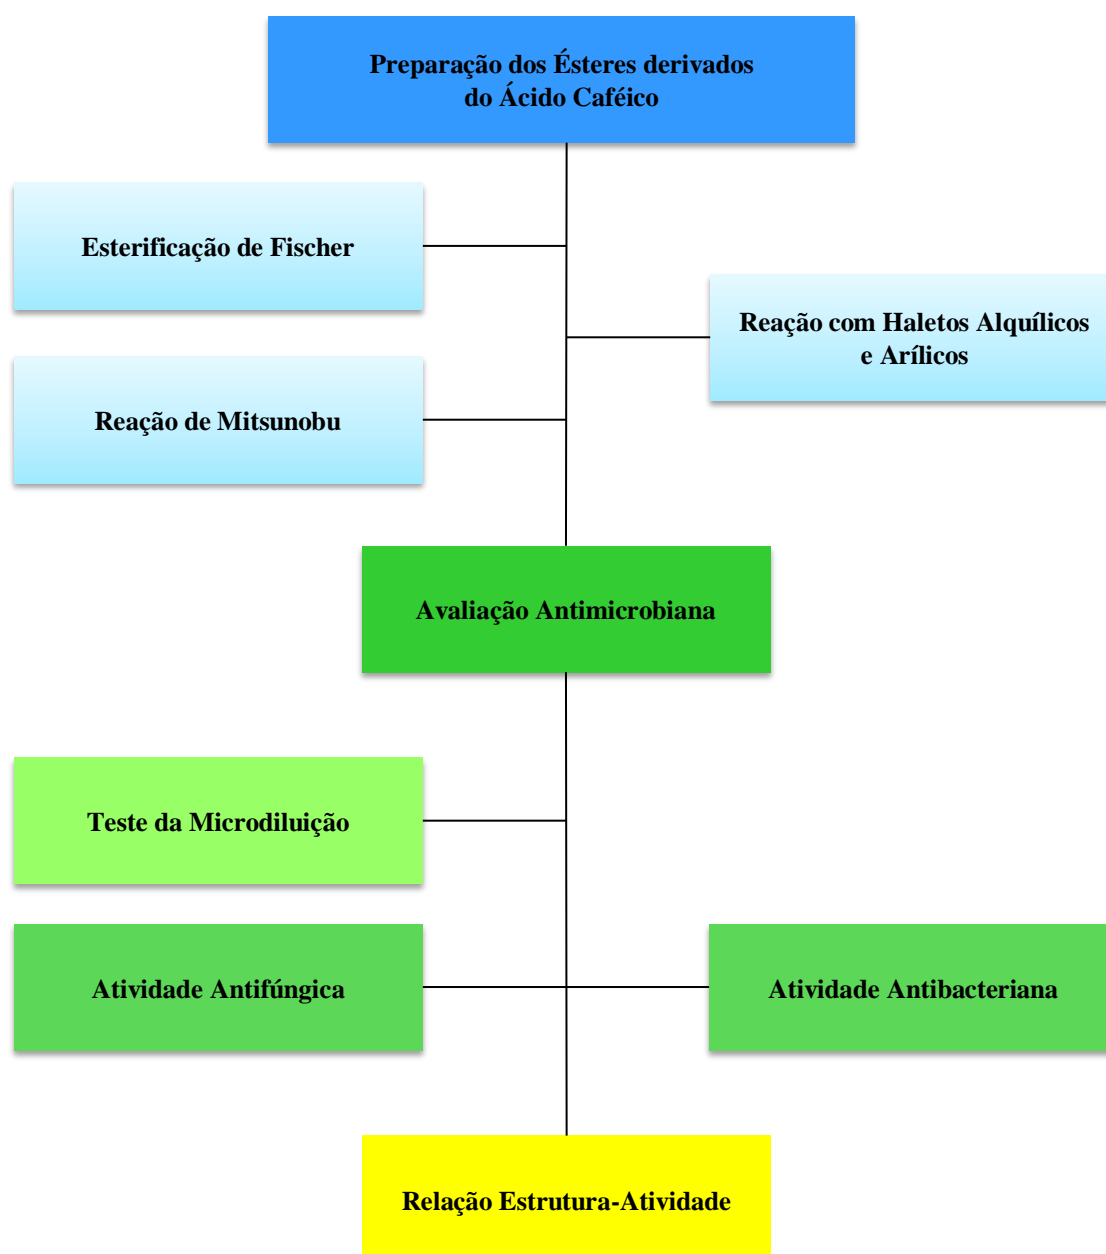 Preparação dos Ésteres derivados
do Ácido Caféico
Esterificação de Fischer
Reação com Haletos Alquílicos
e Arílicos
Reação de Mitsunobu
Avaliação Antimicrobiana
Teste da Microdiluição
Atividade Antifúngica
Atividade Antibacteriana
Relação Estrutura-Atividade